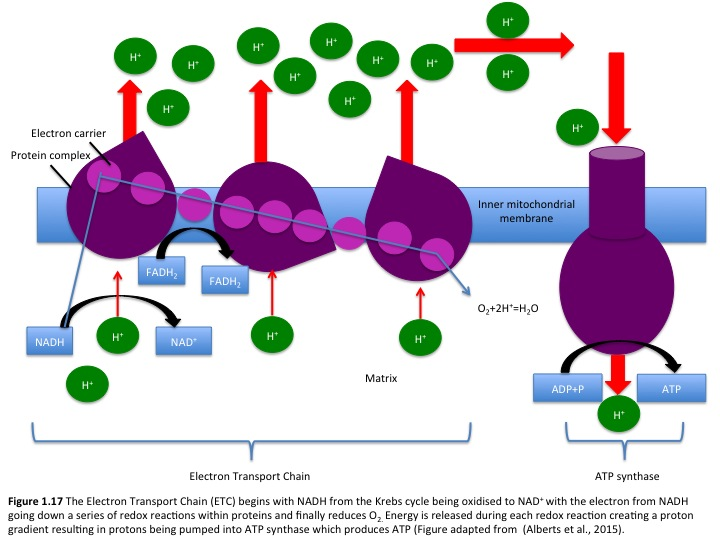 H⁺
H⁺
H⁺
H⁺
H⁺
H⁺
H⁺
H⁺
H⁺
H⁺
H⁺
H⁺
Electron carrier
Protein complex
Inner mitochondrial
membrane
FADH₂
FADH₂
O₂+2H⁺=H₂O
NADH
H⁺
NAD⁺
H⁺
H⁺
H⁺
Matrix
ADP+P
ATP
H⁺
Electron Transport Chain
ATP synthase
Figure 1.17 The Electron Transport Chain (ETC) begins with NADH from the Krebs cycle being oxidised to NAD⁺ with the electron from NADH
going down a series of redox reactions within proteins and finally reduces O₂. Energy is released during each redox reaction creating a proton
gradient resulting in protons being pumped into ATP synthase which produces ATP (Figure adapted from (Alberts et al., 2015).